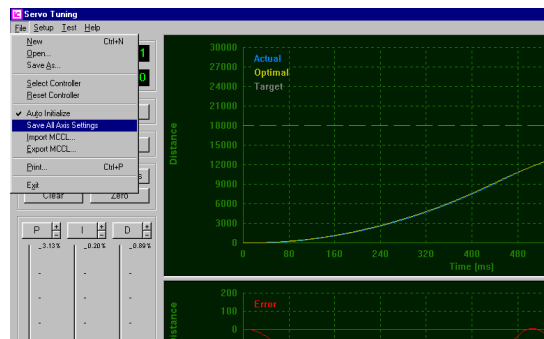 Servo Tuning
File Setup Test Help
New Ctrl+N
Open...
Save As...
Select Controller
Reset Controller
Auto Initialize
Save All Axis Settings
Import MCCL...
Export MCCL...
Print... Ctrl+P
Exit
1
0
s
Clear Zero
P + - I + - D + -
3.13% 0.20% 0.89%
Actual
Optimal
Target
30000
27000
24000
18000
15000
12000
9000
6000
3000
0
Distance
0 80 160 240 320 400 480
Time [ms]
Error
200
100
0